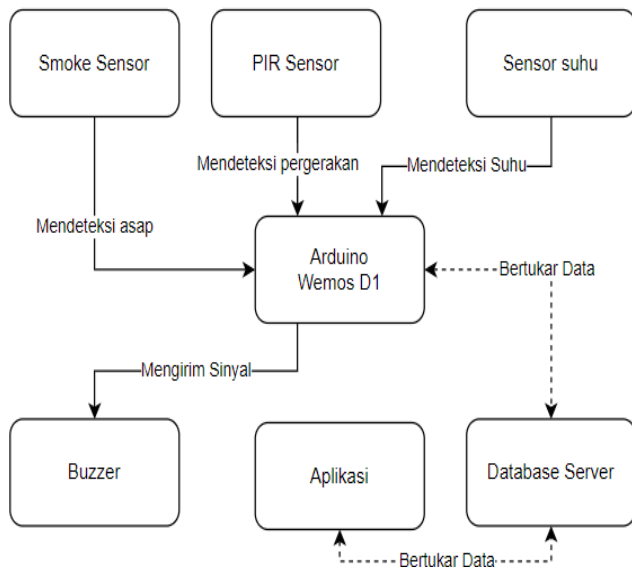 Smoke Sensor
PIR Sensor
Sensor suhu
Mendeteksi pergerakan
Mendeteksi Suhu
Mendeteksi asap
Arduino
Wemos D1
Bertukar Data
Mengirim Sinyal
Buzzer
Aplikasi
Database Server
Bertukar Data